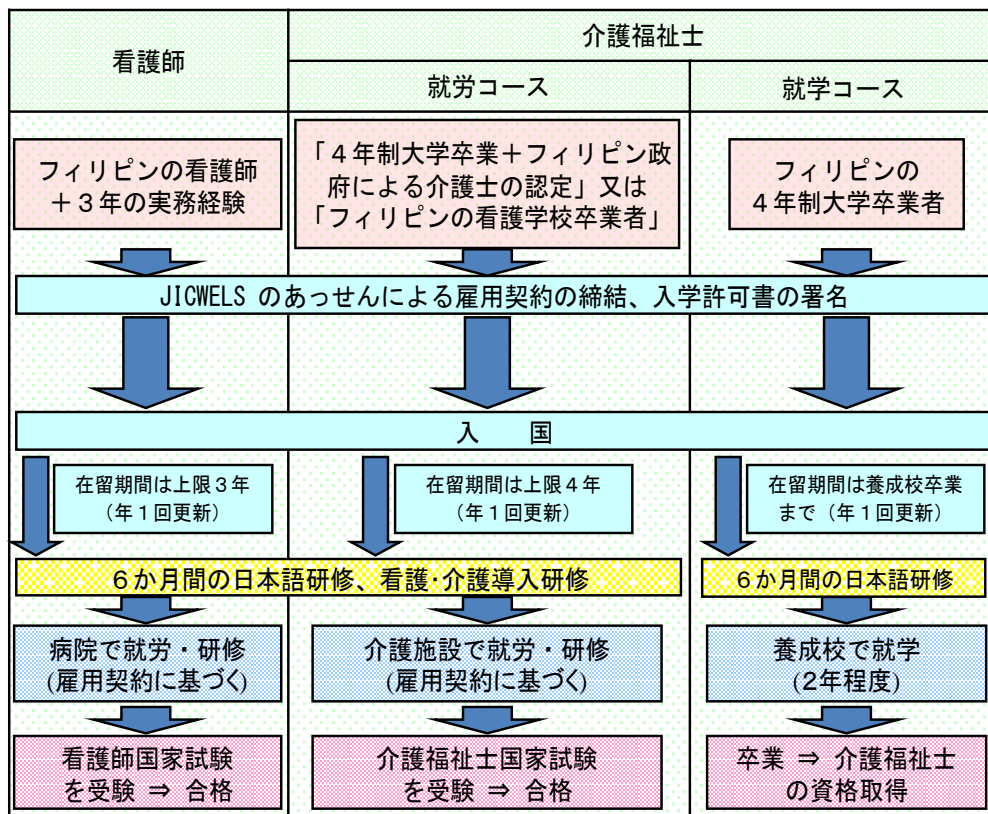 看護師
介護福祉士
就労コース
就学コース
フィリピンの看護師
＋３年の実務経験
「４年制大学卒業＋フィリピン政
府による介護士の認定」又は
「フィリピンの看護学校卒業者」
フィリピンの
４年制大学卒業者
JICWELS のあっせんによる雇用契約の締結、入学許可書の署名
入　　国
在留期間は上限３年
（年１回更新）
在留期間は上限４年
（年１回更新）
在留期間は養成校卒業
まで（年１回更新）
６か月間の日本語研修、看護・介護導入研修
６か月間の日本語研修
病院で就労・研修
(雇用契約に基づく)
介護施設で就労・研修
(雇用契約に基づく)
養成校で就学
(２年程度)
看護師国家試験
を受験 ⇒ 合格
介護福祉士国家試験
を受験 ⇒ 合格
卒業 ⇒ 介護福祉士
の資格取得